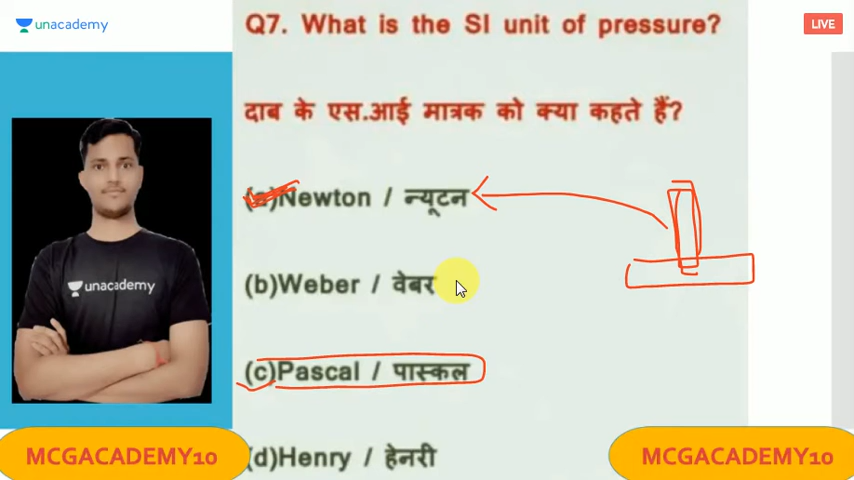 unacademy
LIVE
Q7. What is the SI unit of pressure?
दाब के एस.आई मात्रक को क्या कहते हैं?
(a)Newton / न्यूटन
(b)Weber / वेबर
unacademy
(c)Pascal / पास्कल
(d)Henry / हेनरी
MCGACADEMY10
MCGACADEMY10